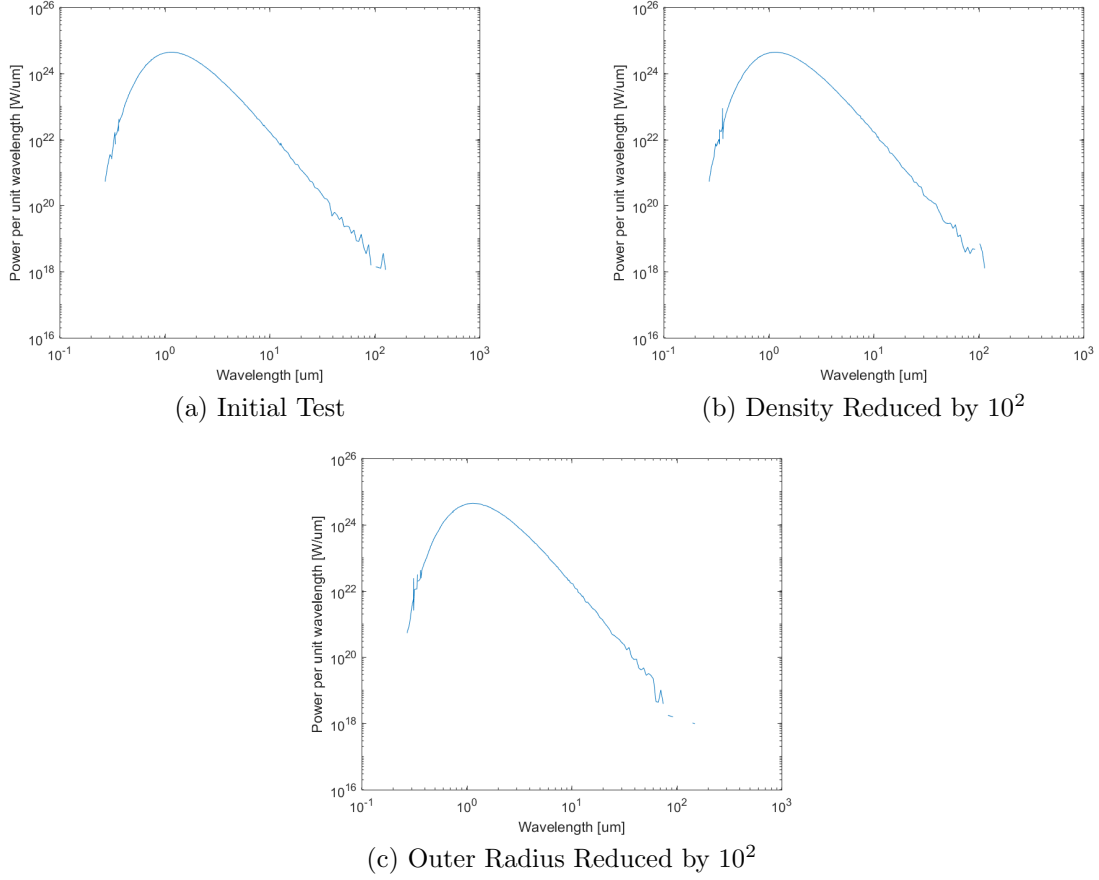 10^26
10^24
10^22
10^20
10^18
10^16
Power per unit wavelength [W/um]
10^-1 10^0 10^1 10^2 10^3
Wavelength [um]
(a) Initial Test
10^26
10^24
10^22
10^20
10^18
10^16
Power per unit wavelength [W/um]
10^-1 10^0 10^1 10^2 10^3
Wavelength [um]
(b) Density Reduced by 10^2
10^26
10^24
10^22
10^20
10^18
10^16
Power per unit wavelength [W/um]
10^-1 10^0 10^1 10^2 10^3
Wavelength [um]
(c) Outer Radius Reduced by 10^2